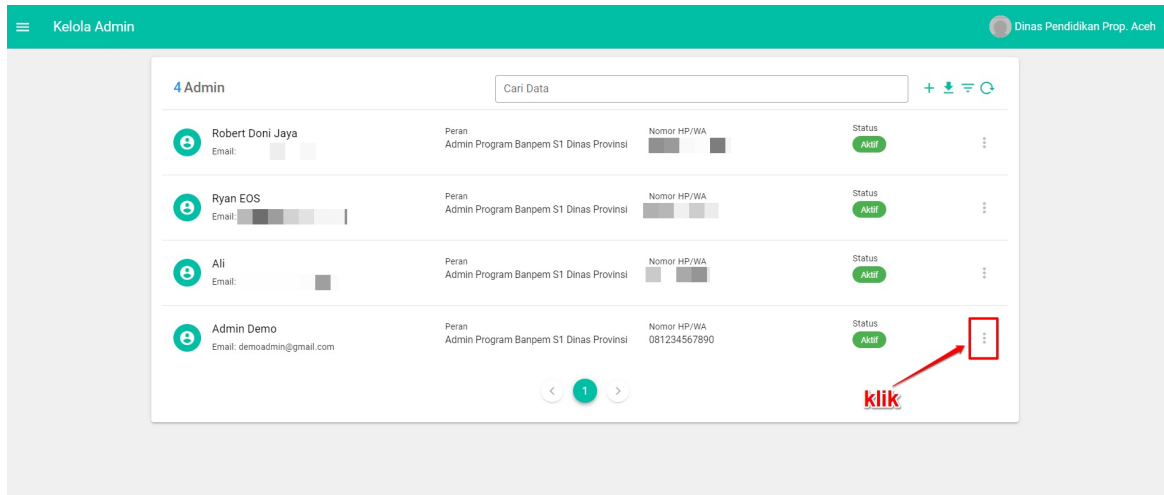 Kelola Admin
Dinas Pendidikan Prop. Aceh
4 Admin
Cari Data
Robert Doni Jaya
Email:
Peran
Admin Program Banpem S1 Dinas Provinsi
Nomor HP/WA
Status
Aktif
Ryan EOS
Email:
Peran
Admin Program Banpem S1 Dinas Provinsi
Nomor HP/WA
Status
Aktif
Ali
Email:
Peran
Admin Program Banpem S1 Dinas Provinsi
Nomor HP/WA
Status
Aktif
Admin Demo
Email: demoadmin@gmail.com
Peran
Admin Program Banpem S1 Dinas Provinsi
Nomor HP/WA
081234567890
Status
Aktif
1
klik